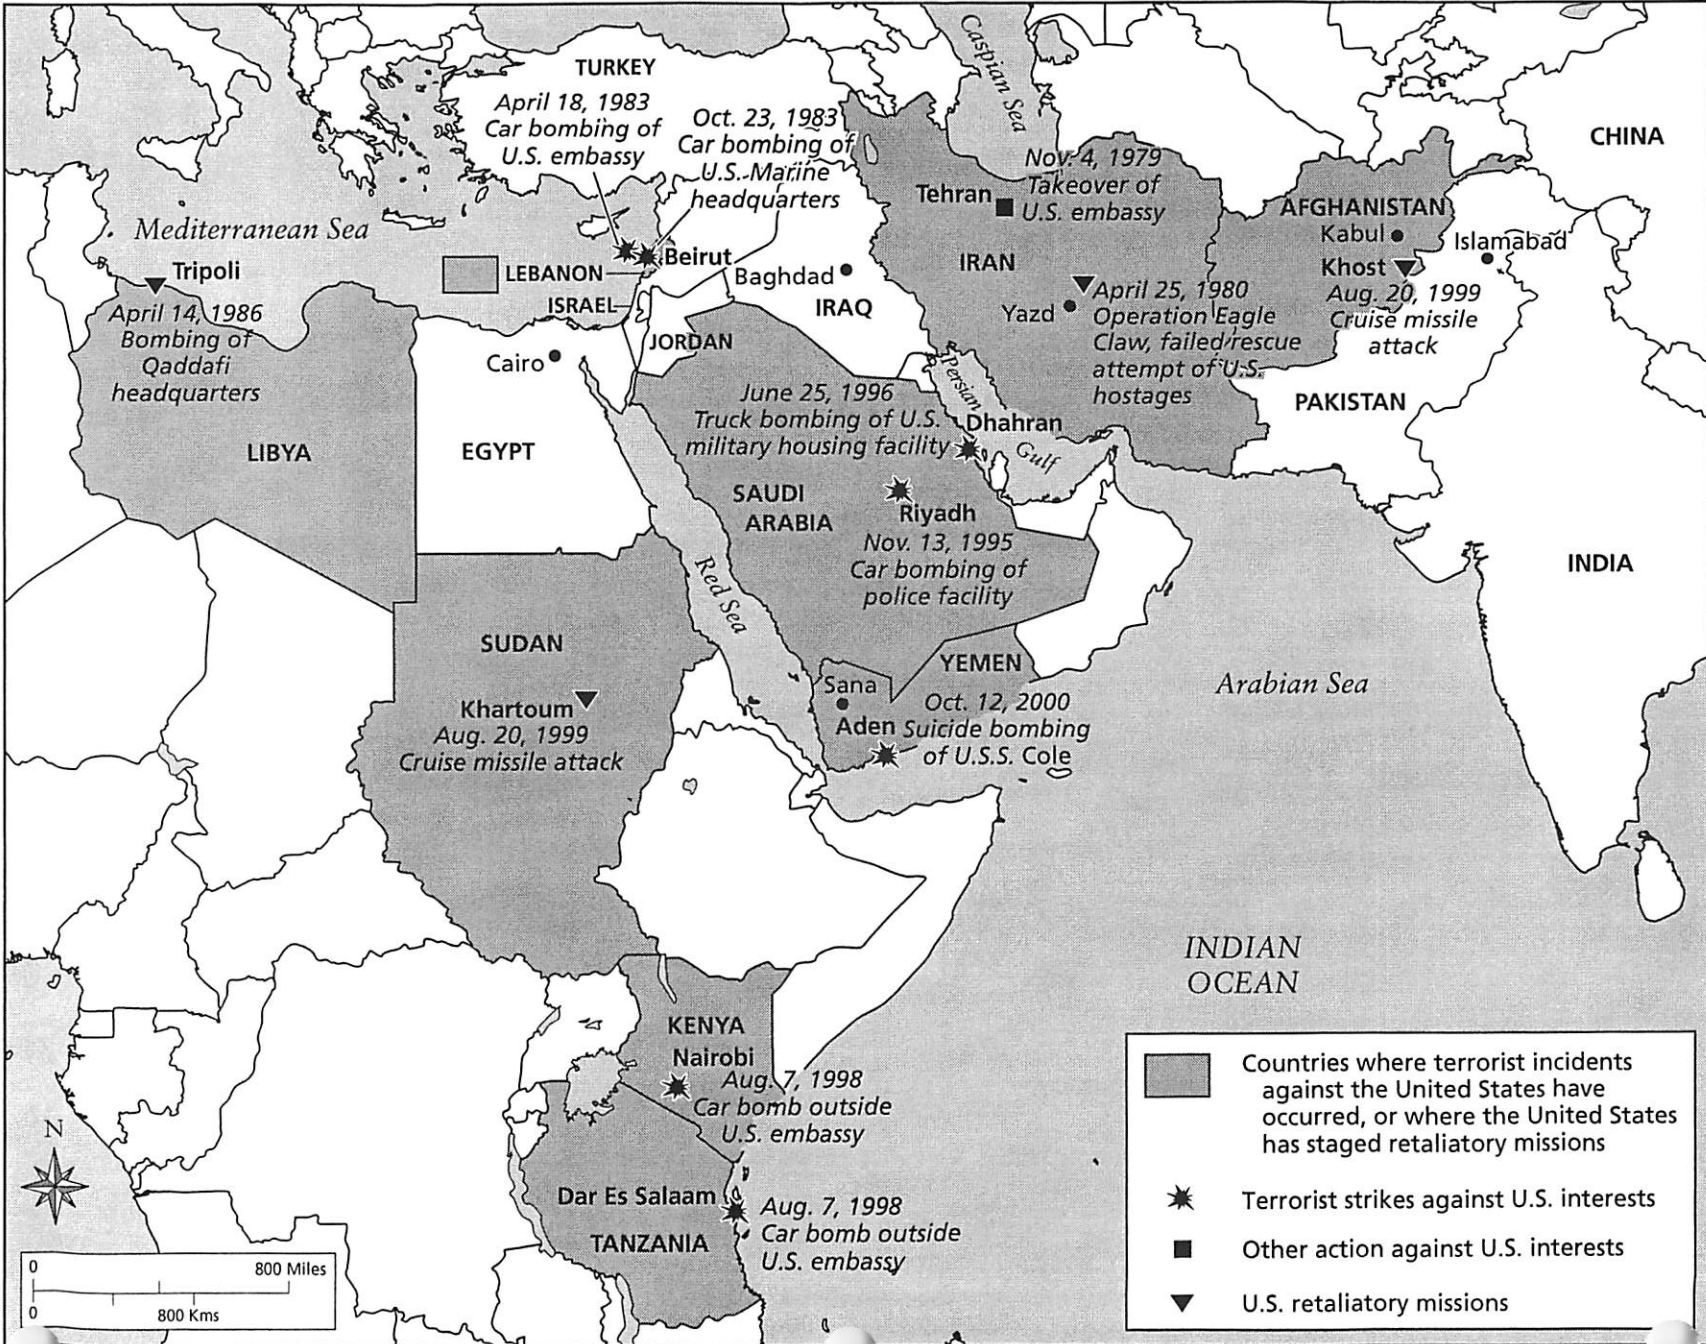 Caspian Sea
TURKEY
April 18, 1983
Car bombing of
U.S. embassy
Oct. 23, 1983
Car bombing of
U.S. Marine
headquarters
CHINA
Nov. 4, 1979
Takeover of
U.S. embassy
Tehran
AFGHANISTAN
Kabul
Islamabad
Khost
Aug. 20, 1999
Cruise missile
attack
Mediterranean Sea
Tripoli
April 14, 1986
Bombing of
Qaddafi
headquarters
Beirut
LEBANON
ISRAEL
Baghdad
IRAQ
IRAN
Yazd
April 25, 1980
Operation Eagle
Claw, failed rescue
attempt of U.S.
hostages
JORDAN
Cairo
Persian
Gulf
June 25, 1996
Truck bombing of U.S.
military housing facility
Dhahran
PAKISTAN
LIBYA
EGYPT
SAUDI
ARABIA
Riyadh
Nov. 13, 1995
Car bombing of
police facility
INDIA
Red Sea
SUDAN
Khartoum
Aug. 20, 1999
Cruise missile attack
YEMEN
Sana
Aden
Oct. 12, 2000
Suicide bombing
of U.S.S. Cole
Arabian Sea
INDIAN
OCEAN
KENYA
Nairobi
Aug. 7, 1998
Car bomb outside
U.S. embassy
Dar Es Salaam
TANZANIA
Aug. 7, 1998
Car bomb outside
U.S. embassy
N
0
800 Miles
0
800 Kms
Countries where terrorist incidents
against the United States have
occurred, or where the United States
has staged retaliatory missions
Terrorist strikes against U.S. interests
Other action against U.S. interests
U.S. retaliatory missions